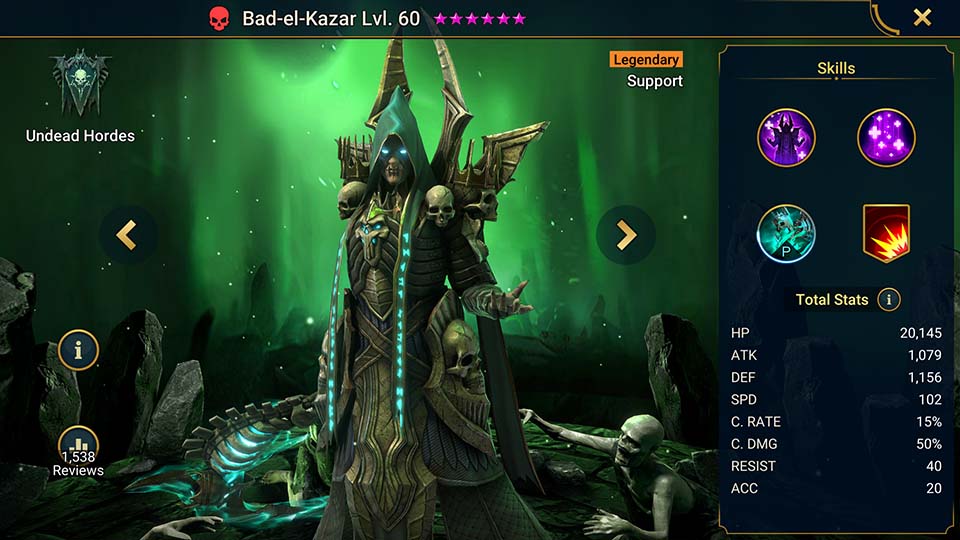 Bad-el-Kazar Lvl. 60
Undead Hordes
Legendary
Support
i
1,538
Reviews
Skills
P
Total Stats i
HP 20,145
ATK 1,079
DEF 1,156
SPD 102
C. RATE 15%
C. DMG 50%
RESIST 40
ACC 20